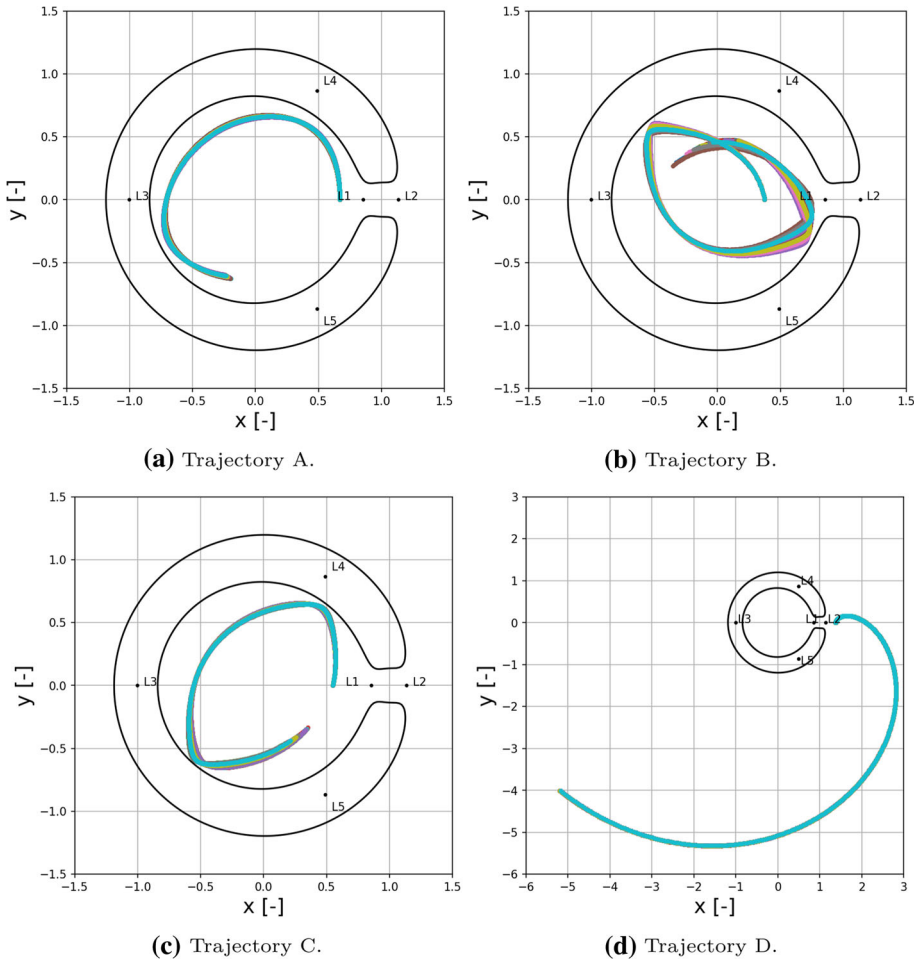 1.5
1.0
0.5
0.0
−0.5
−1.0
−1.5
y [-]
L4
L3
L1
L2
L5
−1.5 −1.0 −0.5 0.0 0.5 1.0 1.5
x [-]
(a) Trajectory A.
1.5
1.0
0.5
0.0
−0.5
−1.0
−1.5
y [-]
L4
L3
L1
L2
L5
−1.5 −1.0 −0.5 0.0 0.5 1.0 1.5
x [-]
(b) Trajectory B.
1.5
1.0
0.5
0.0
−0.5
−1.0
−1.5
y [-]
L4
L3
L1
L2
L5
−1.5 −1.0 −0.5 0.0 0.5 1.0 1.5
x [-]
(c) Trajectory C.
3
2
1
0
−1
−2
−3
−4
−5
−6
y [-]
L4
L3
L1
L2
L5
−6 −5 −4 −3 −2 −1 0 1 2 3
x [-]
(d) Trajectory D.